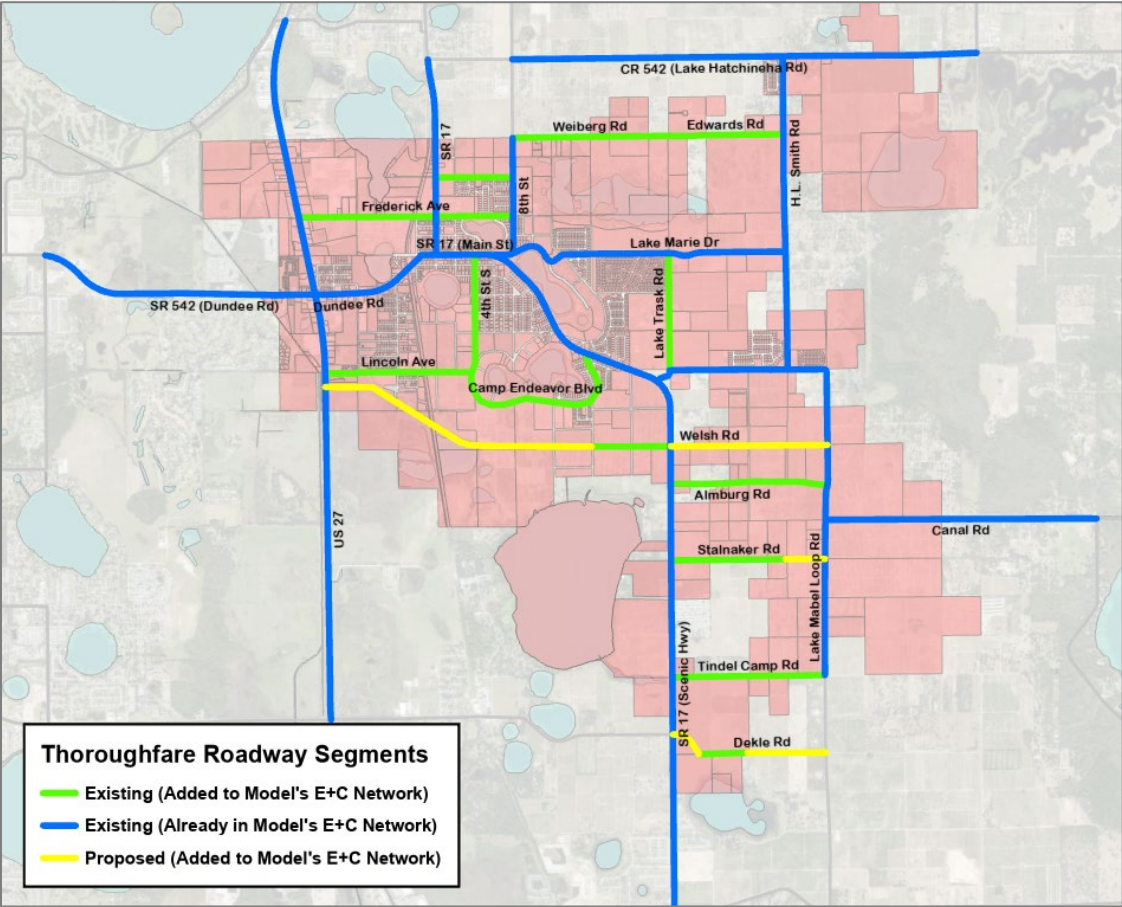 CR 542 (Lake Hatchineha Rd)
Weiberg Rd
Edwards Rd
SR 17
H.L. Smith Rd
8th St
Frederick Ave
SR 17 (Main St)
Lake Marie Dr
SR 542 (Dundee Rd)
Dundee Rd
4th St S
Lake Trask Rd
Lincoln Ave
Camp Endeavor Blvd
Welsh Rd
Almburg Rd
US 27
Canal Rd
Stalnaker Rd
Lake Mabel Loop Rd
Tindel Camp Rd
SR 17 (Scenic Hwy)
Dekle Rd
Thoroughfare Roadway Segments
Existing (Added to Model's E+C Network)
Existing (Already in Model's E+C Network)
Proposed (Added to Model's E+C Network)